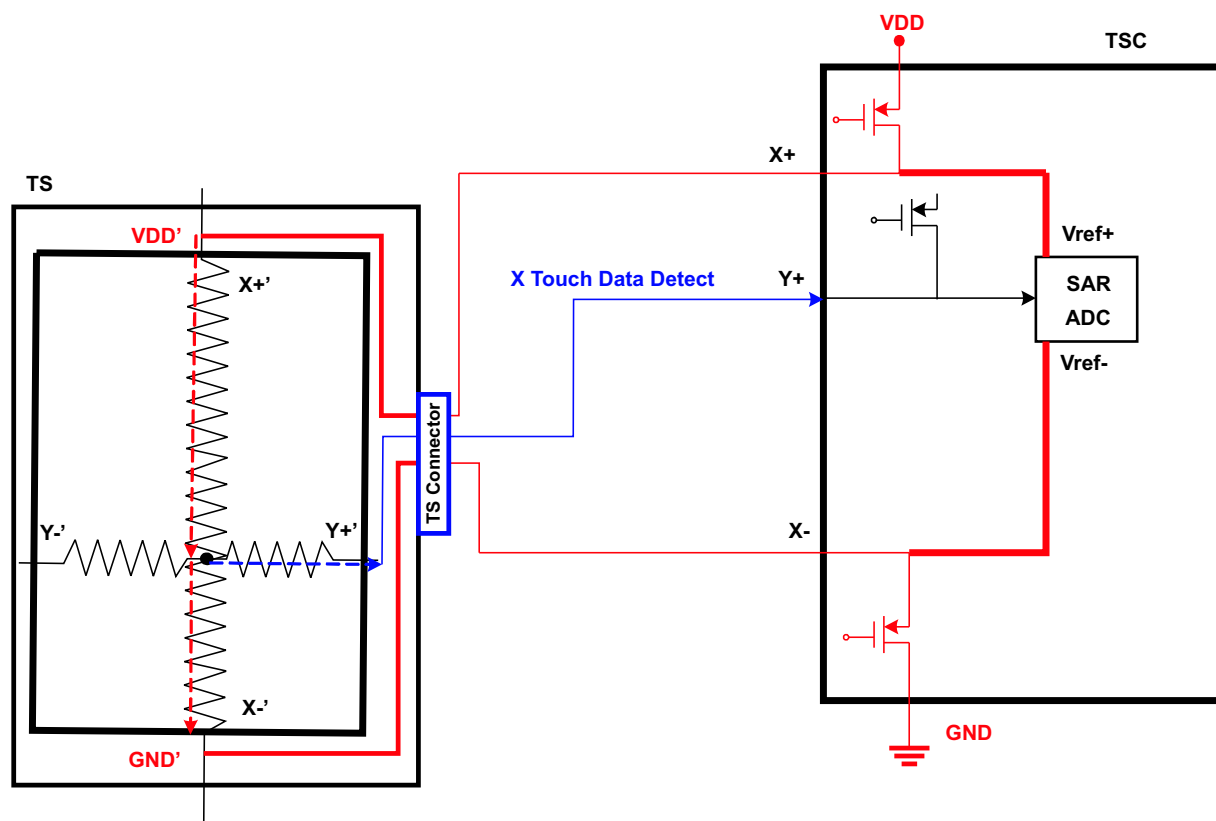 VDD
TSC
X+
TS
VDD’
Vref+
X+’
X Touch Data Detect
Y+
SAR
ADC
Vref-
TS Connector
Y-’
Y+’
X-
X-’
GND’
GND